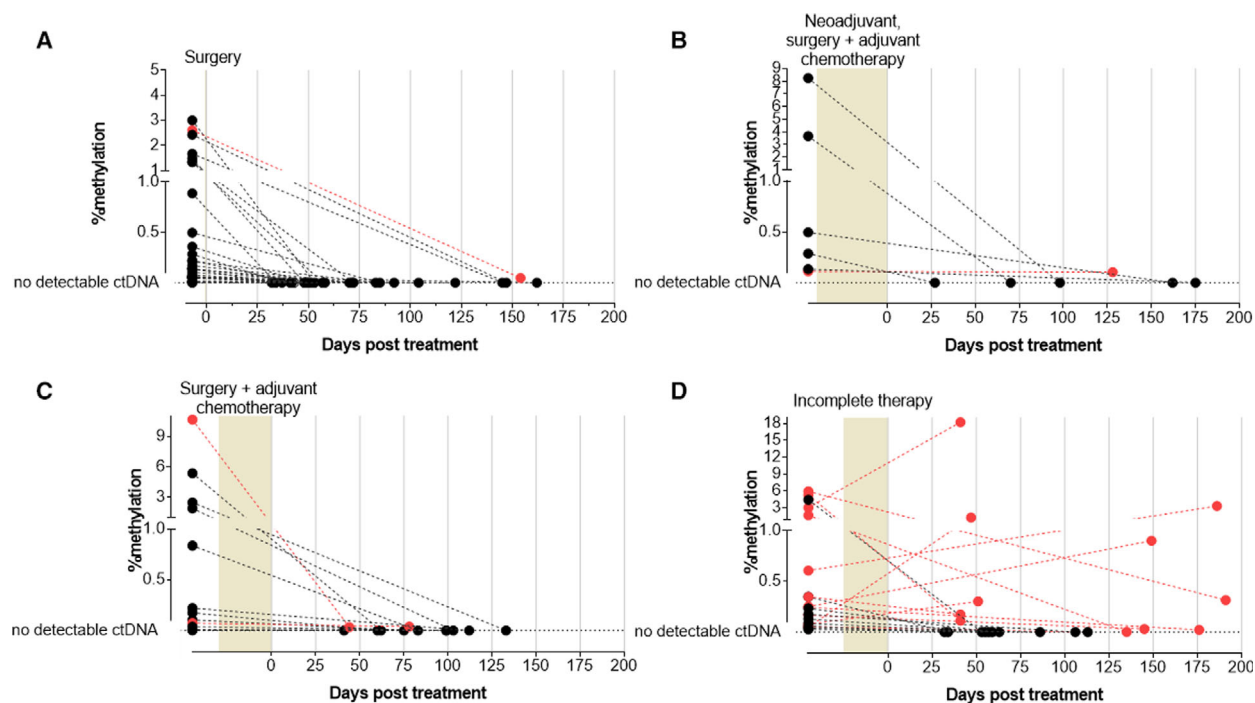 A
Surgery
5
4
3
2
1
1.0
0.5
%methylation
no detectable ctDNA
0 25 50 75 100 125 150 175 200
Days post treatment
B
Neoadjuvant,
surgery + adjuvant
chemotherapy
9
8
7
6
5
4
3
2
1
1.0
0.5
%methylation
no detectable ctDNA
0 25 50 75 100 125 150 175 200
Days post treatment
C
Surgery + adjuvant
chemotherapy
9
6
3
1.0
0.5
%methylation
no detectable ctDNA
0 25 50 75 100 125 150 175 200
Days post treatment
D
Incomplete therapy
18
15
12
9
6
3
1.0
0.5
%methylation
no detectable ctDNA
0 25 50 75 100 125 150 175 200
Days post treatment